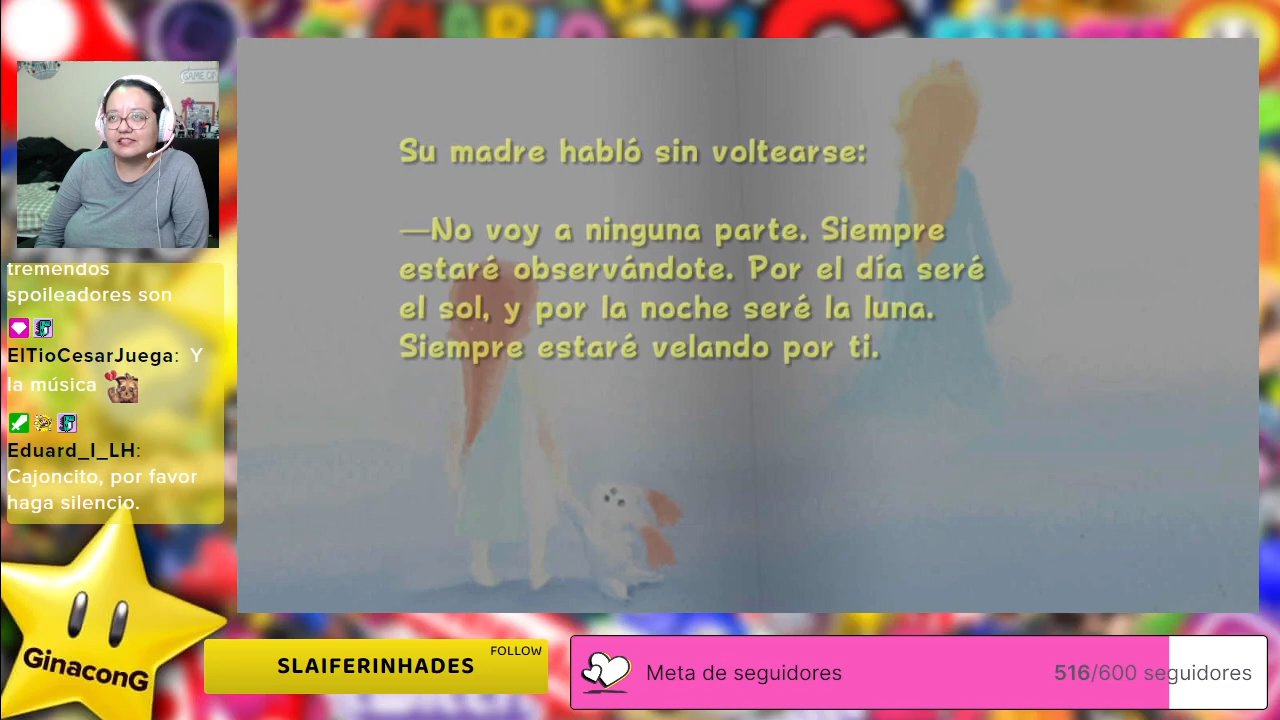 GAME ON
Su madre habló sin voltearse:
—No voy a ninguna parte. Siempre
estaré observándote. Por el día seré
el sol, y por la noche seré la luna.
Siempre estaré velando por ti.
tremendos
spoileadores son
ElTioCesarJuega: Y
la música
Eduard_I_LH:
Cajoncito, por favor
haga silencio.
GinaconG
SLAIFERINHADES
FOLLOW
Meta de seguidores
516/600 seguidores